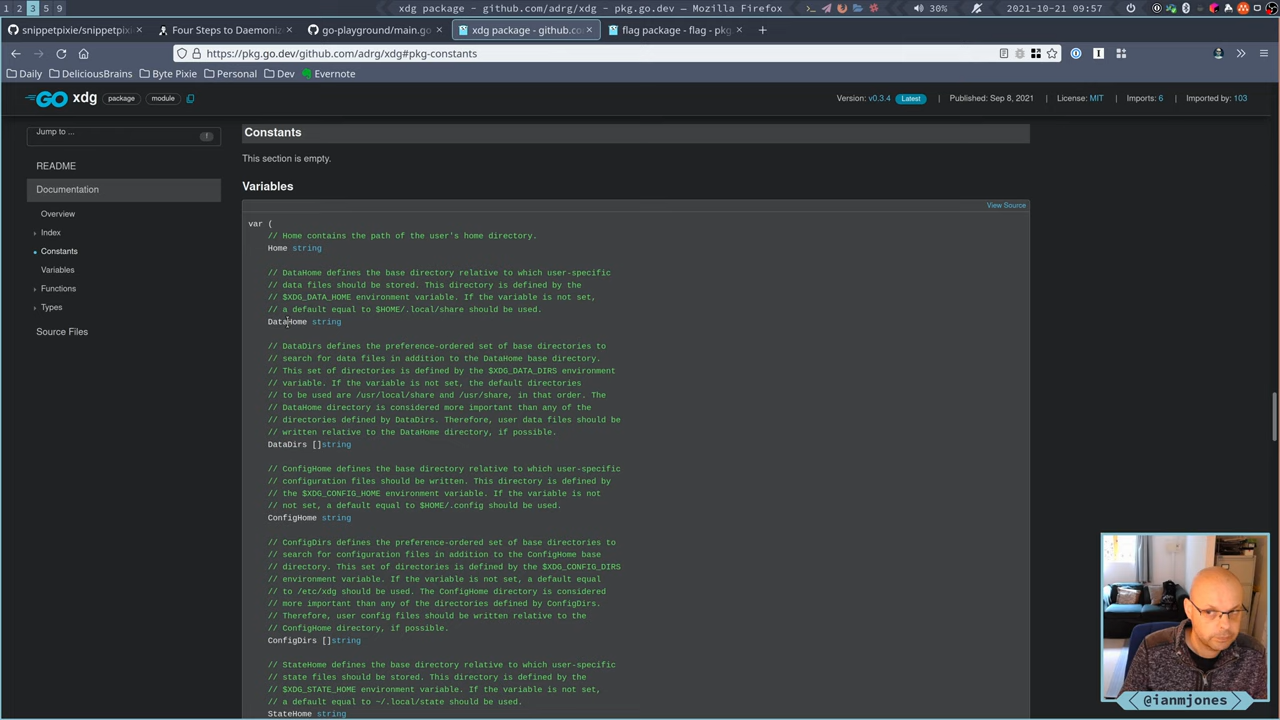 1 2 3 5 9
xdg package - github.com/adrg/xdg - pkg.go.dev — Mozilla Firefox
30%
2021-10-21 09:57
snippetpixie/snippetpixi
Four Steps to Daemoniz
go-playground/main.go
xdg package - github.co
flag package - flag - pkg
https://pkg.go.dev/github.com/adrg/xdg#pkg-constants
Daily
DeliciousBrains
Byte Pixie
Personal
Dev
Evernote
GO xdg package module
Version: v0.3.4 Latest
Published: Sep 8, 2021
License: MIT
Imports: 6
Imported by: 103
Jump to ... f
README
Documentation
Overview
Index
Constants
Variables
Functions
Types
Source Files
Constants
This section is empty.
Variables
View Source
var (
// Home contains the path of the user's home directory.
Home string
// DataHome defines the base directory relative to which user-specific
// data files should be stored. This directory is defined by the
// $XDG_DATA_HOME environment variable. If the variable is not set,
// a default equal to $HOME/.local/share should be used.
DataHome string
// DataDirs defines the preference-ordered set of base directories to
// search for data files in addition to the DataHome base directory.
// This set of directories is defined by the $XDG_DATA_DIRS environment
// variable. If the variable is not set, the default directories
// to be used are /usr/local/share and /usr/share, in that order. The
// DataHome directory is considered more important than any of the
// directories defined by DataDirs. Therefore, user data files should be
// written relative to the DataHome directory, if possible.
DataDirs []string
// ConfigHome defines the base directory relative to which user-specific
// configuration files should be written. This directory is defined by
// the $XDG_CONFIG_HOME environment variable. If the variable is not
// not set, a default equal to $HOME/.config should be used.
ConfigHome string
// ConfigDirs defines the preference-ordered set of base directories to
// search for configuration files in addition to the ConfigHome base
// directory. This set of directories is defined by the $XDG_CONFIG_DIRS
// environment variable. If the variable is not set, a default equal
// to /etc/xdg should be used. The ConfigHome directory is considered
// more important than any of the directories defined by ConfigDirs.
// Therefore, user config files should be written relative to the
// ConfigHome directory, if possible.
ConfigDirs []string
// StateHome defines the base directory relative to which user-specific
// state files should be stored. This directory is defined by the
// $XDG_STATE_HOME environment variable. If the variable is not set,
// a default equal to ~/.local/state should be used.
StateHome string
@ianmjones